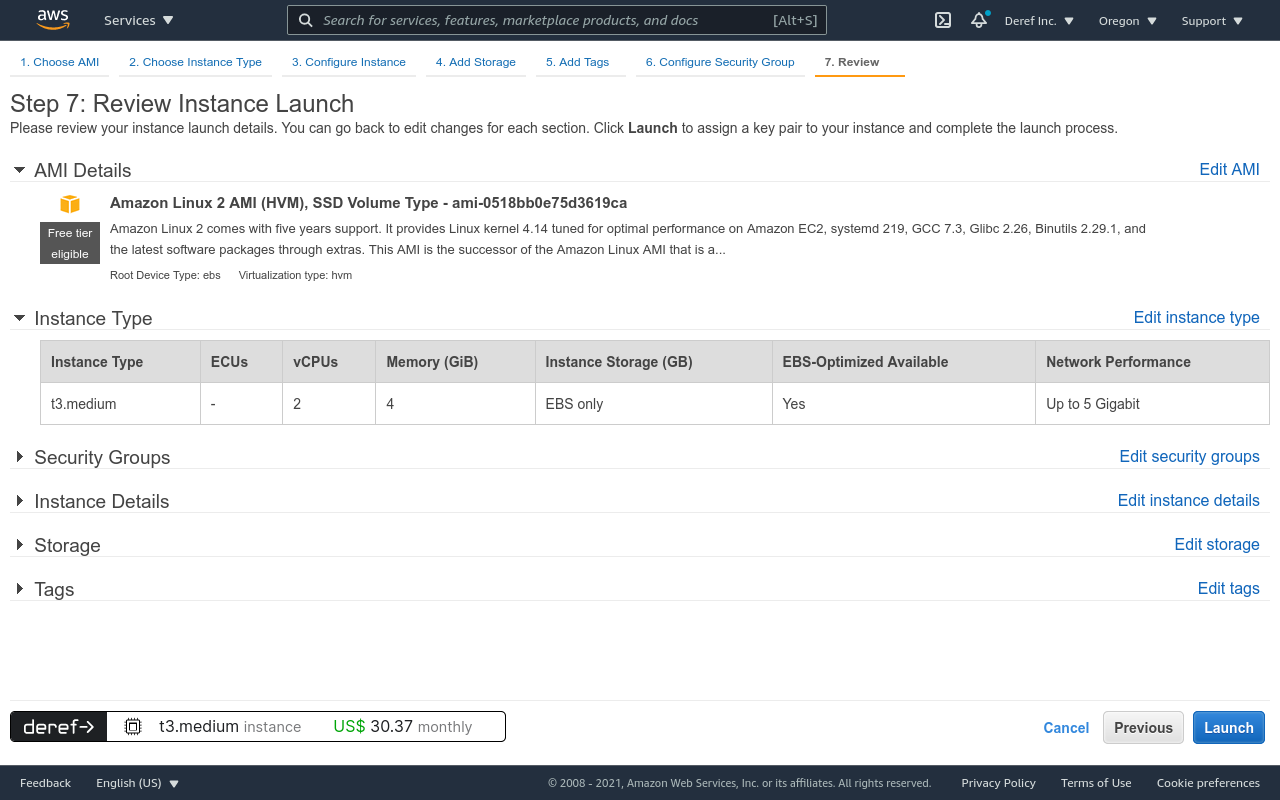 aws Services Search for services, features, marketplace products, and docs [Alt+S] Deref Inc. Oregon Support
1. Choose AMI 2. Choose Instance Type 3. Configure Instance 4. Add Storage 5. Add Tags 6. Configure Security Group 7. Review
Step 7: Review Instance Launch
Please review your instance launch details. You can go back to edit changes for each section. Click Launch to assign a key pair to your instance and complete the launch process.
AMI Details Edit AMI
Amazon Linux 2 AMI (HVM), SSD Volume Type - ami-0518bb0e75d3619ca
Free tier
eligible
Amazon Linux 2 comes with five years support. It provides Linux kernel 4.14 tuned for optimal performance on Amazon EC2, systemd 219, GCC 7.3, Glibc 2.26, Binutils 2.29.1, and
the latest software packages through extras. This AMI is the successor of the Amazon Linux AMI that is a...
Root Device Type: ebs Virtualization type: hvm
Instance Type Edit instance type
Instance Type ECUs vCPUs Memory (GiB) Instance Storage (GB) EBS-Optimized Available Network Performance
t3.medium - 2 4 EBS only Yes Up to 5 Gigabit
Security Groups Edit security groups
Instance Details Edit instance details
Storage Edit storage
Tags Edit tags
deref t3.medium instance US$ 30.37 monthly Cancel Previous Launch
Feedback English (US) © 2008 - 2021, Amazon Web Services, Inc. or its affiliates. All rights reserved. Privacy Policy Terms of Use Cookie preferences